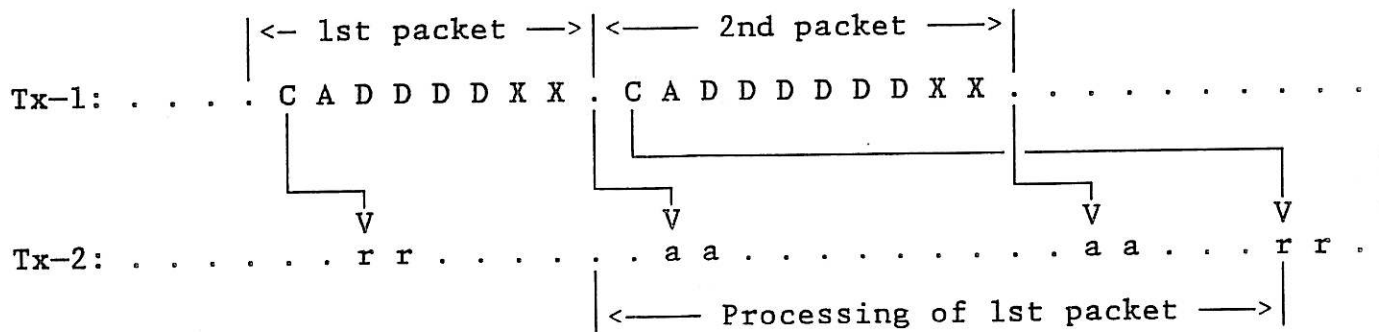 <- 1st packet —> <—— 2nd packet ——>
Tx-1: . . . . C A D D D D X X . C A D D D D D D X X . . . . . . . . . .
V V V V
Tx-2: . . . . . . r r . . . . . . a a . . . . . . . . . a a . . . r r .
<—— Processing of 1st packet ——>